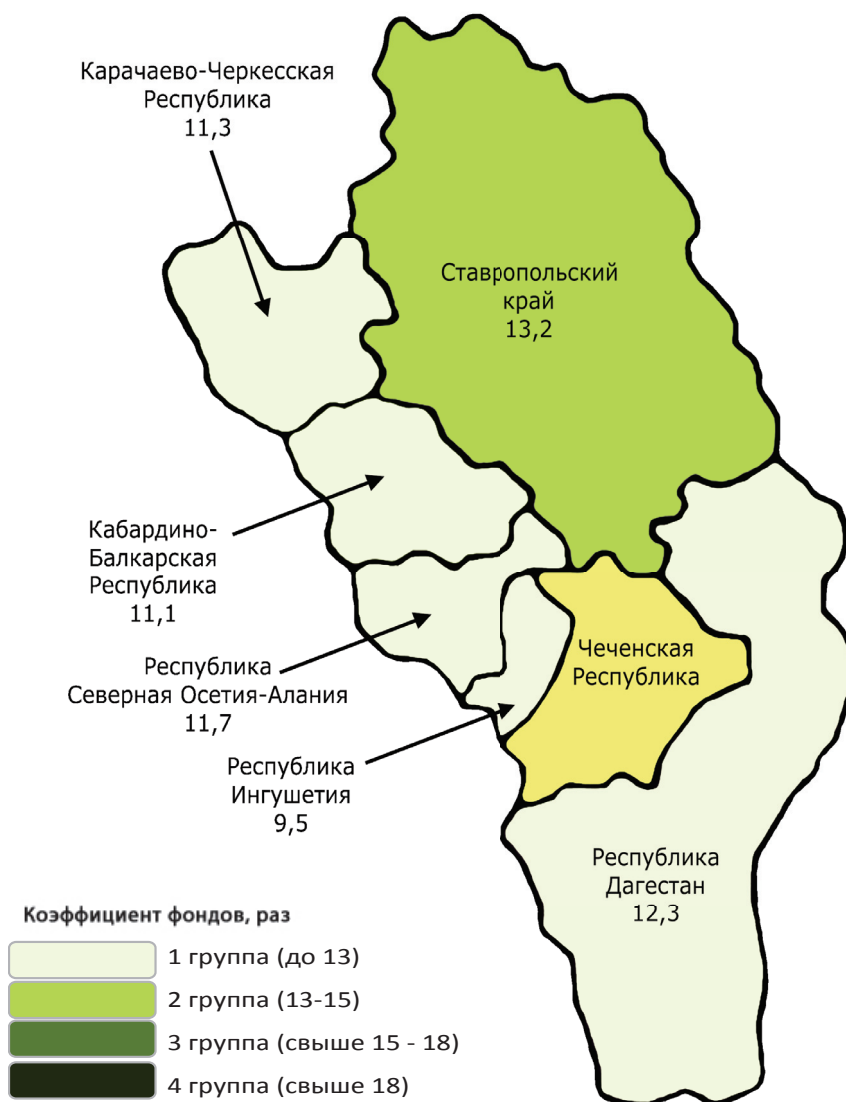 Карачаево-Черкесская
Республика
11,3
Ставропольский
край
13,2
Кабардино-
Балкарская
Республика
11,1
Чеченская
Республика
Республика
Северная Осетия-Алания
11,7
Республика
Ингушетия
9,5
Республика
Дагестан
12,3
Коэффициент фондов, раз
1 группа (до 13)
2 группа (13-15)
3 группа (свыше 15 - 18)
4 группа (свыше 18)